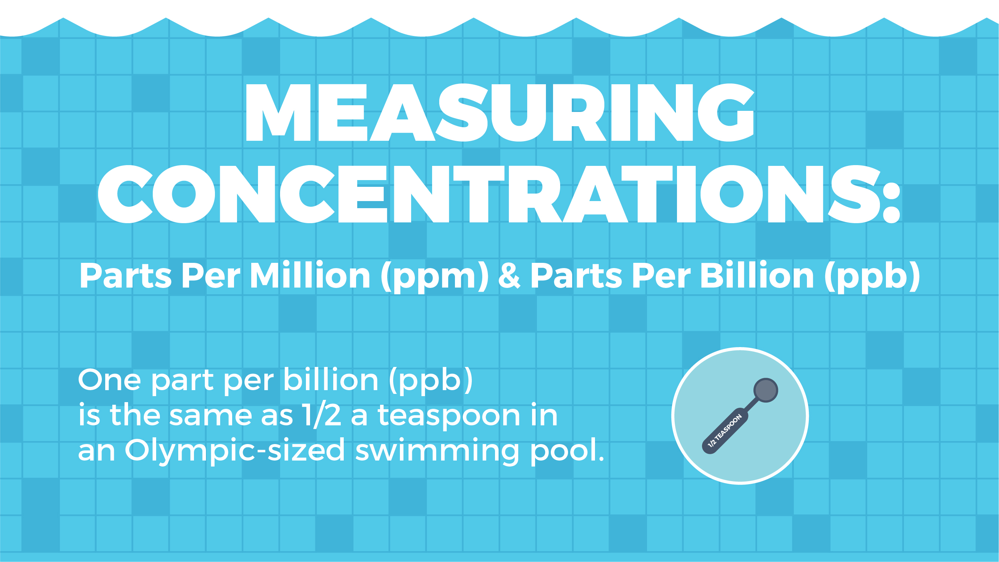 MEASURING
CONCENTRATIONS:
Parts Per Million (ppm) & Parts Per Billion (ppb)
One part per billion (ppb)
is the same as 1/2 a teaspoon in
an Olympic-sized swimming pool.
1/2 TEASPOON